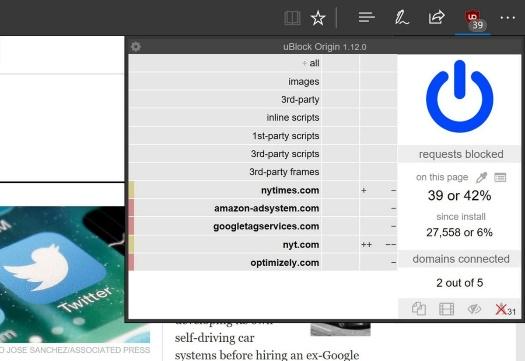 39
uBlock Origin 1.12.0
÷ all
images
3rd-party
inline scripts
1st-party scripts
3rd-party scripts
3rd-party frames
nytimes.com + –
amazon-adsystem.com –
googletagservices.com –
nyt.com ++ ––
optimizely.com –
requests blocked
on this page
39 or 42%
since install
27,558 or 6%
domains connected
2 out of 5
31
Twitter
O JOSE SANCHEZ/ASSOCIATED PRESS
developing its own
self-driving car
systems before hiring an ex-Google